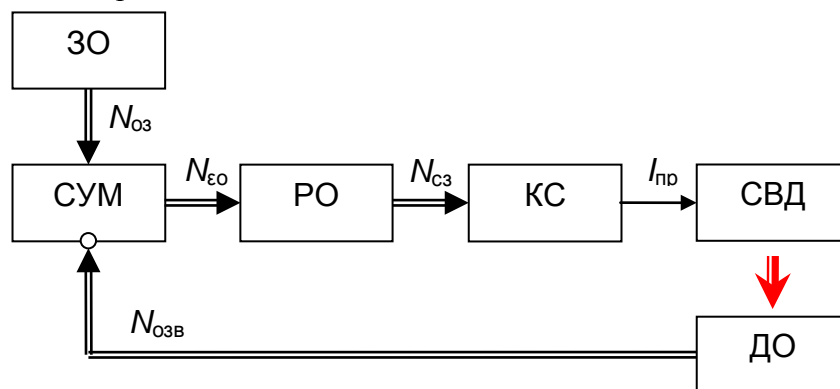 ЗО
Nоз
СУМ
Nεо
РО
Nсз
КС
Iпр
СВД
Nозв
ДО